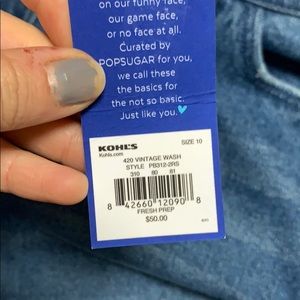 on our funny face,
our game face,
or no face at all.
Curated by
POPSUGAR for you,
we call these
the basics for
the not so basic.
Just like you.
KOHL'S SIZE 10
Kohls.com
420 VINTAGE WASH
STYLE PB312-2RS
310 80 81
8 42660 12090 8
FRESH PREP
$50.00